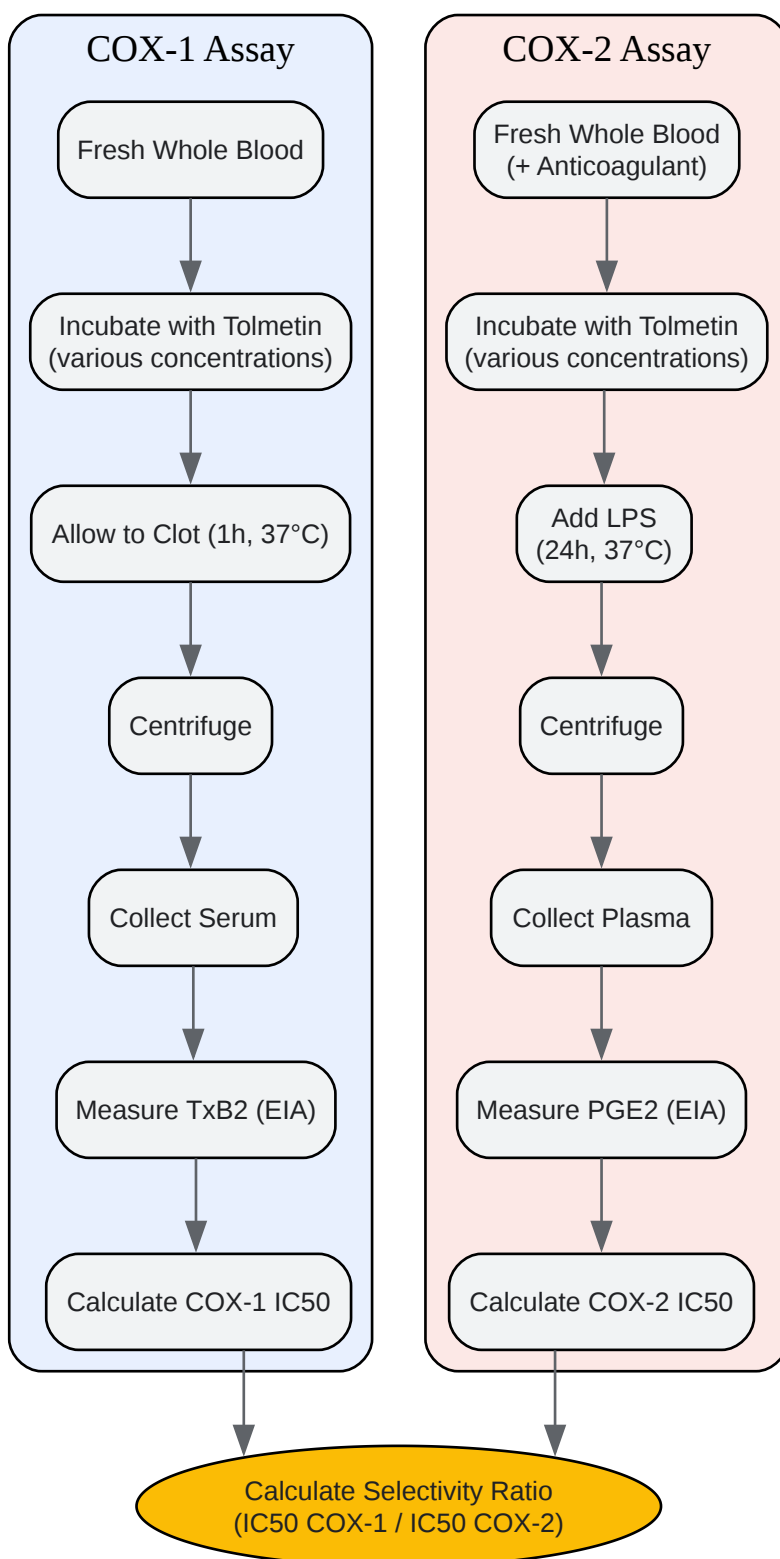 COX-1 Assay
Fresh Whole Blood
Incubate with Tolmetin
(various concentrations)
Allow to Clot (1h, 37°C)
Centrifuge
Collect Serum
Measure TxB2 (EIA)
Calculate COX-1 IC50
COX-2 Assay
Fresh Whole Blood
(+ Anticoagulant)
Incubate with Tolmetin
(various concentrations)
Add LPS
(24h, 37°C)
Centrifuge
Collect Plasma
Measure PGE2 (EIA)
Calculate COX-2 IC50
Calculate Selectivity Ratio
(IC50 COX-1 / IC50 COX-2)